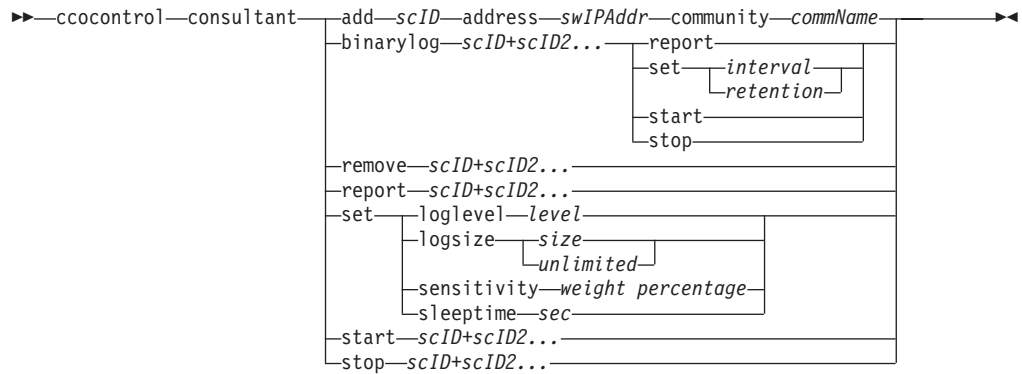 ccocontrol consultant add scID address swIPAddr community commName
binarylog scID+scID2... report
set interval
retention
start
stop
remove scID+scID2...
report scID+scID2...
set loglevel level
logsize size
unlimited
sensitivity weight percentage
sleeptime sec
start scID+scID2...
stop scID+scID2...